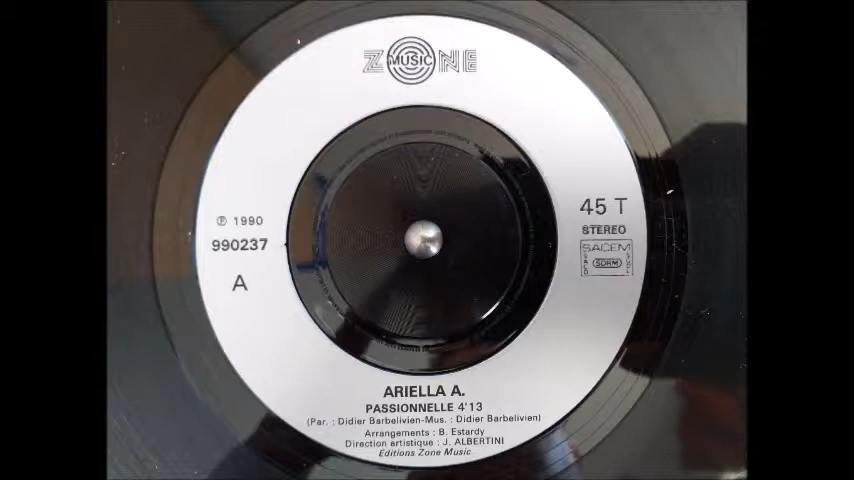 ZONE
MUSIC
℗ 1990
990237
A
45 T
STEREO
SACEM
SDRM
ARIELLA A.
PASSIONNELLE 4'13
(Par. : Didier Barbelivien-Mus. : Didier Barbelivien)
Arrangements : B. Estardy
Direction artistique : J. ALBERTINI
Editions Zone Music